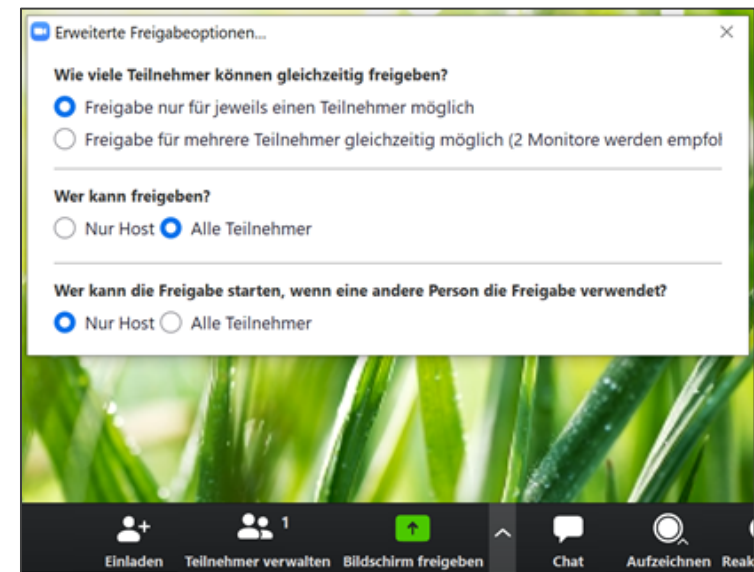 Erweiterte Freigabeoptionen...
Wie viele Teilnehmer können gleichzeitig freigeben?
Freigabe nur für jeweils einen Teilnehmer möglich
Freigabe für mehrere Teilnehmer gleichzeitig möglich (2 Monitore werden
Wer kann freigeben?
Nur Host Alle Teilnehmer
Wer kann die Freigabe starten, wenn eine andere Person die Freigabe verwendet?
Nur Host Alle Teilnehmer
1
Einladen Teilnehmer verwalten Bildschirm freigeben Chat Aufzeichnen